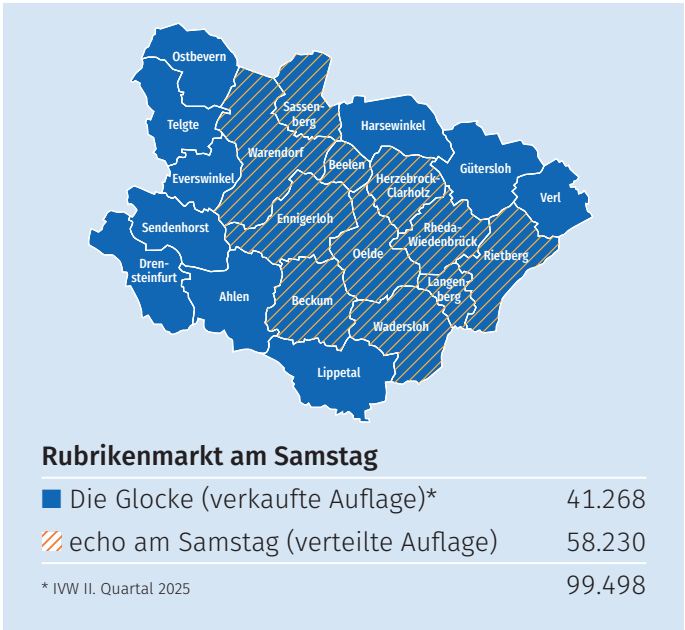 Ostbevern
Sassen-
berg
Telgte
Harsewinkel
Warendorf
Beelen
Gütersloh
Everswinkel
Herzebrock-
Clarholz
Verl
Ennigerloh
Sendenhorst
Rheda-
Wiedenbrück
Oelde
Rietberg
Dren-
steinfurt
Langen-
berg
Ahlen
Beckum
Wadersloh
Lippetal
Rubrikenmarkt am Samstag
Die Glocke (verkaufte Auflage)* 41.268
echo am Samstag (verteilte Auflage) 58.230
* IVW II. Quartal 2025 99.498